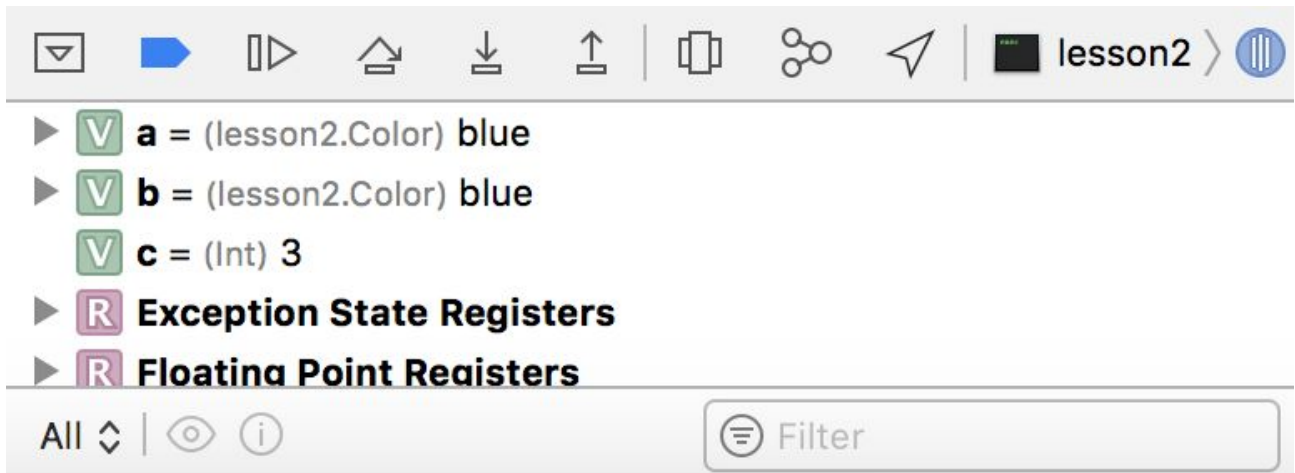 lesson2
V a = (lesson2.Color) blue
V b = (lesson2.Color) blue
V c = (Int) 3
R Exception State Registers
R Floating Point Registers
All Filter